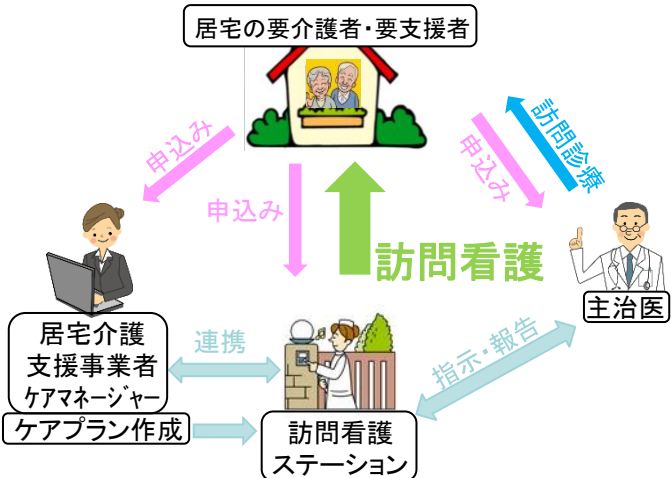 居宅の要介護者・要支援者
申込み
申込み
申込み
訪問診療
訪問看護
主治医
居宅介護
支援事業者
ケアマネージャー
ケアプラン作成
連携
指示・報告
訪問看護
ステーション